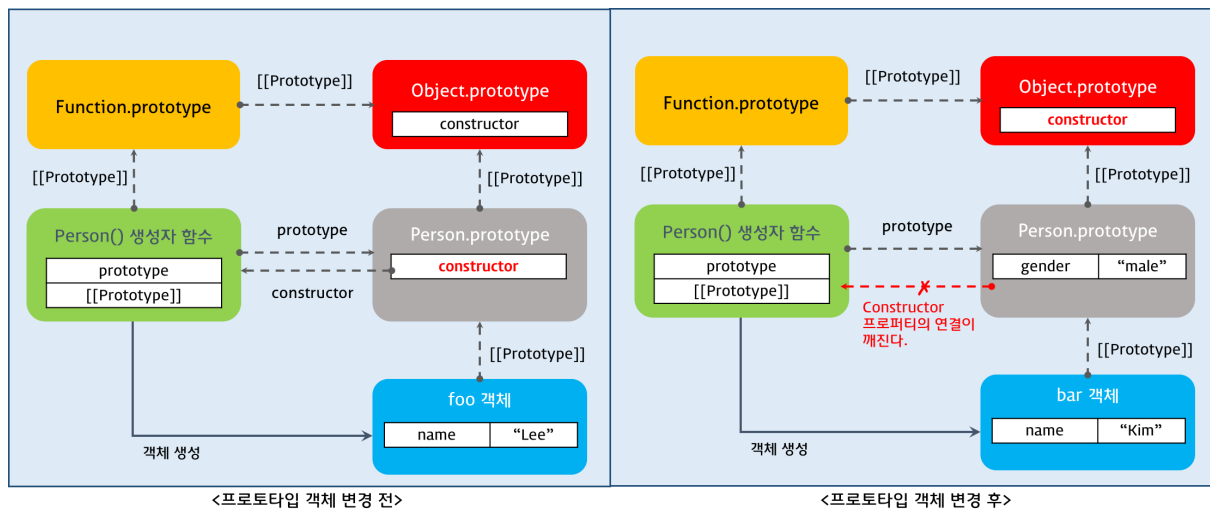 [[Prototype]]
Function.prototype
Object.prototype
constructor
[[Prototype]]
[[Prototype]]
Person() 생성자 함수
prototype
[[Prototype]]
prototype
constructor
Person.prototype
constructor
[[Prototype]]
foo 객체
name
“Lee”
객체 생성
<프로토타입 객체 변경 전>
[[Prototype]]
Function.prototype
Object.prototype
constructor
[[Prototype]]
[[Prototype]]
Person() 생성자 함수
prototype
[[Prototype]]
prototype
Person.prototype
gender
“male”
Constructor
프로퍼티의 연결이
깨진다.
[[Prototype]]
bar 객체
name
“Kim”
객체 생성
<프로토타입 객체 변경 후>